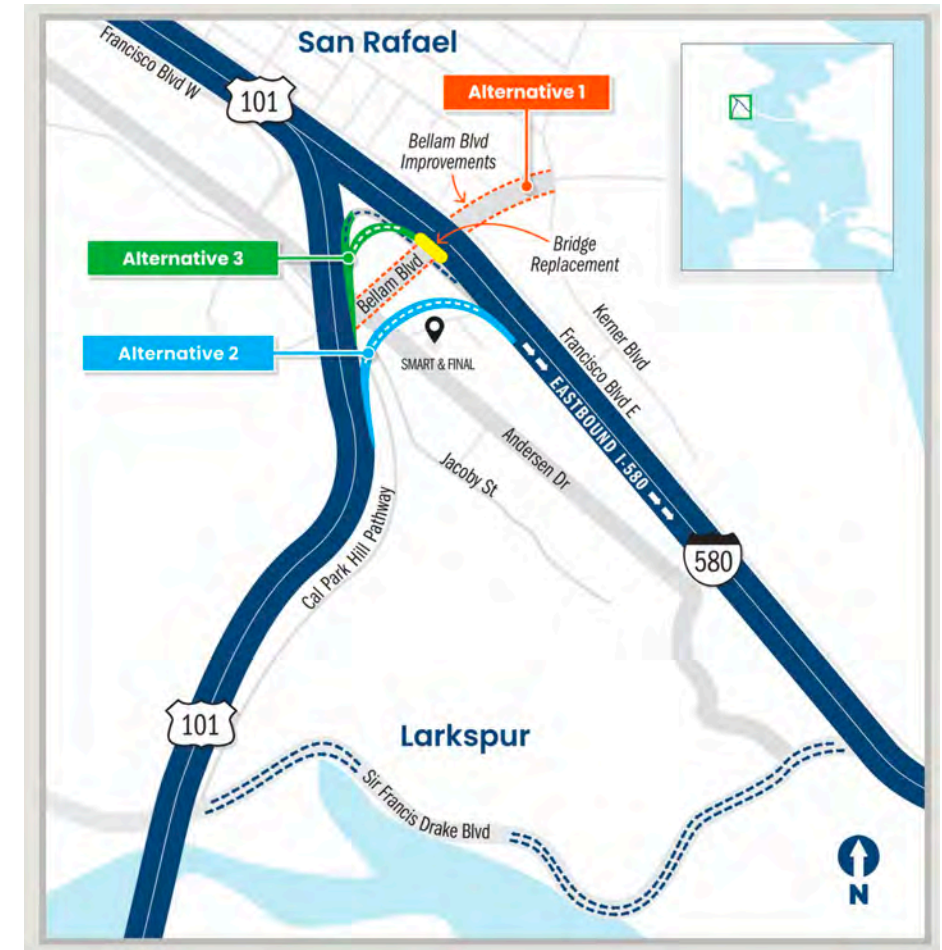 San Rafael
Francisco Blvd W
101
Alternative 1
Bellam Blvd
Improvements
Bridge
Replacement
Alternative 3
Bellam Blvd
Kerner Blvd
Alternative 2
SMART & FINAL
Francisco Blvd E
EASTBOUND I-580
Andersen Dr
Jacoby St
580
Cal Park Hill Pathway
101
Larkspur
Sir Francis Drake Blvd
N